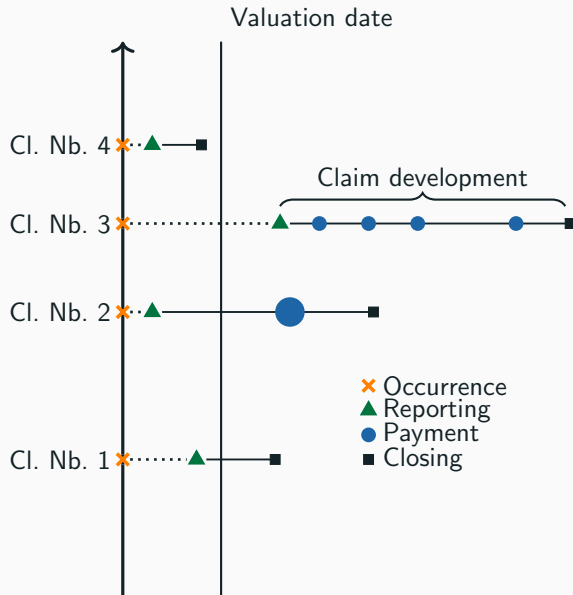 Valuation date
Cl. Nb. 4
Claim development
Cl. Nb. 3
Cl. Nb. 2
Occurrence
Reporting
Payment
Closing
Cl. Nb. 1